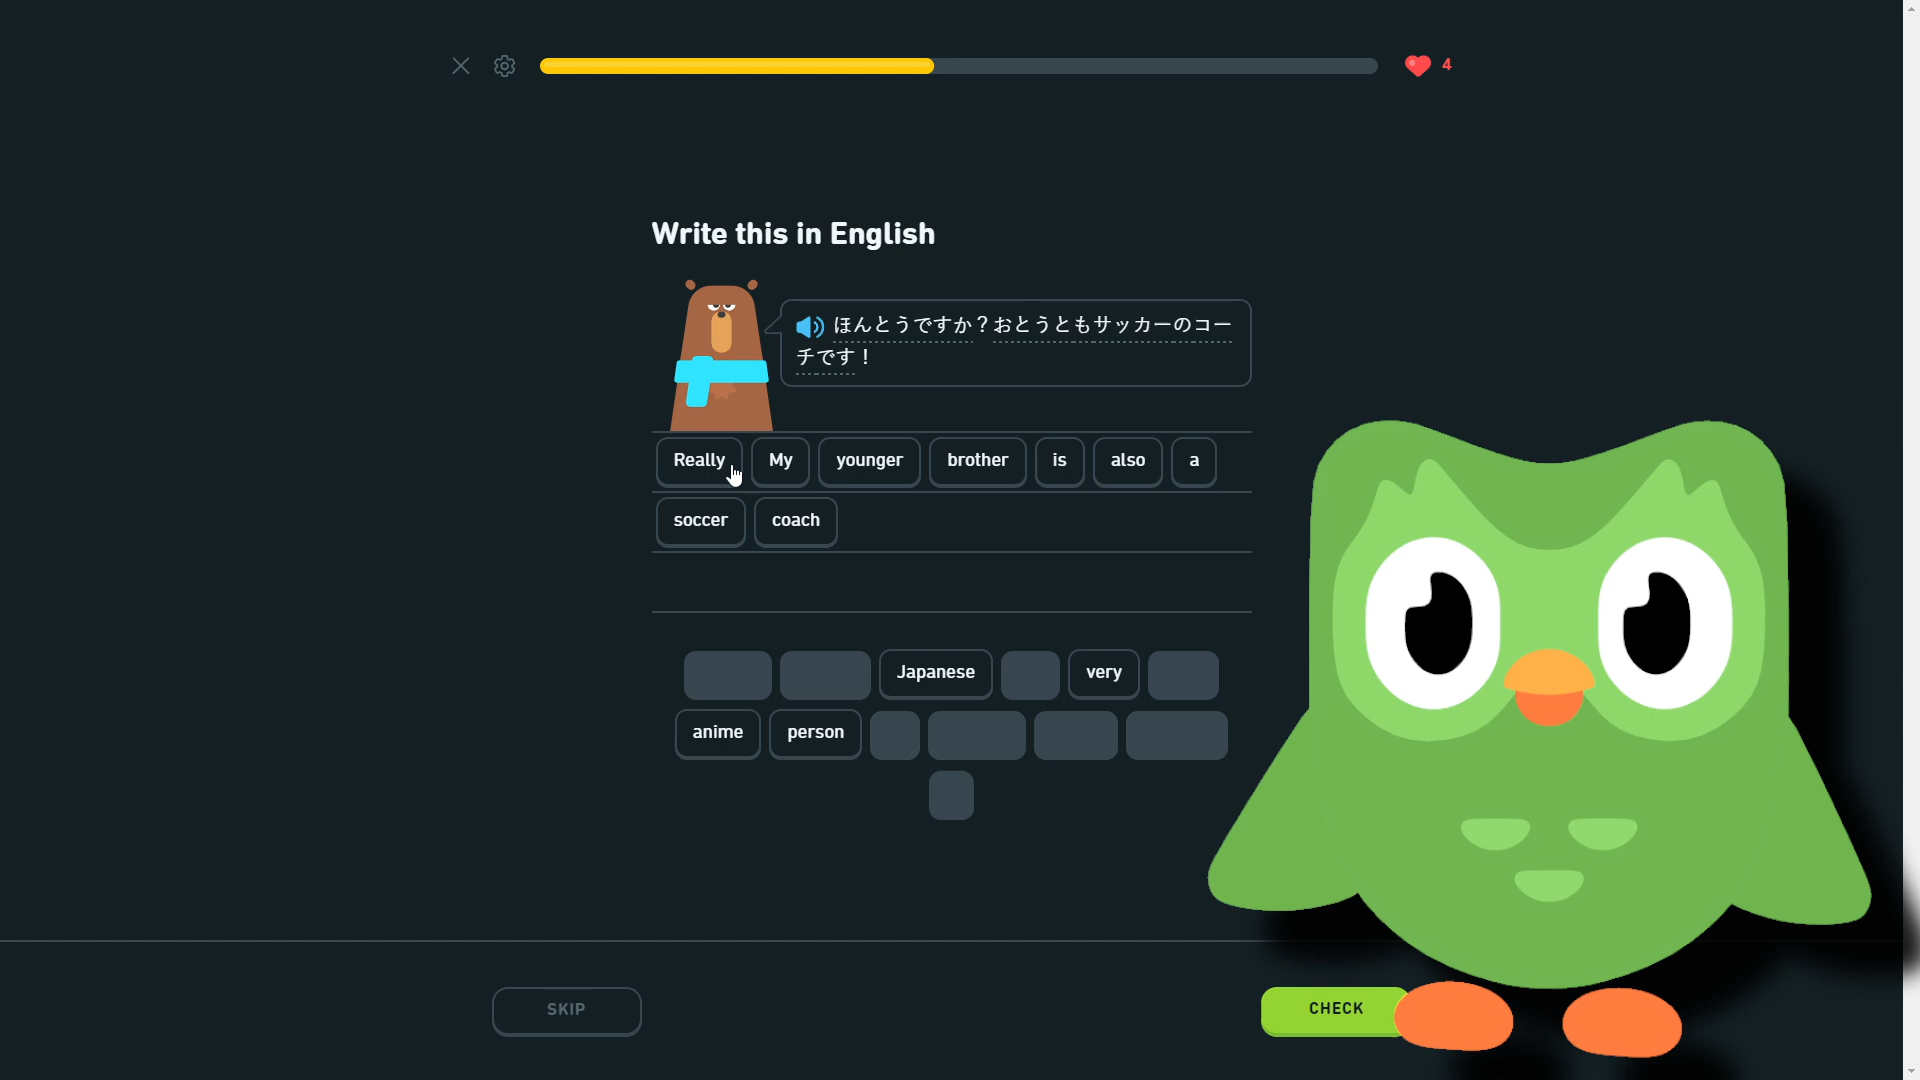 4
Write this in English
ほんとうですか？おとうともサッカーのコー
チです！
Really My younger brother is also a
soccer coach
Japanese very
anime person
SKIP CHECK